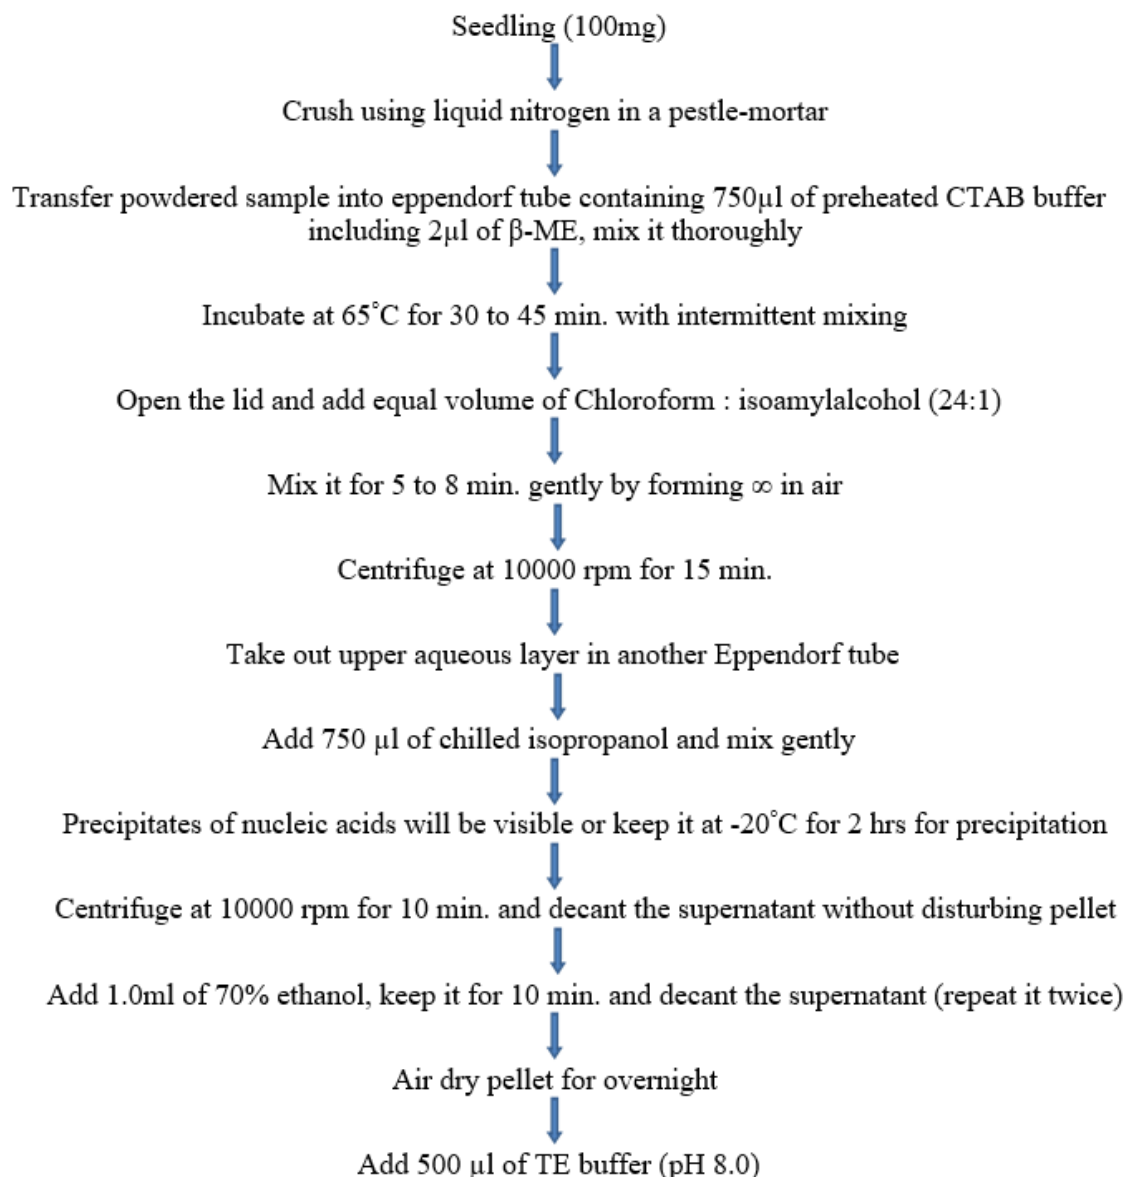 Seedling (100mg)
Crush using liquid nitrogen in a pestle-mortar
Transfer powdered sample into eppendorf tube containing 750µl of preheated CTAB buffer
including 2µl of β-ME, mix it thoroughly
Incubate at 65°C for 30 to 45 min. with intermittent mixing
Open the lid and add equal volume of Chloroform : isoamylalcohol (24:1)
Mix it for 5 to 8 min. gently by forming ∞ in air
Centrifuge at 10000 rpm for 15 min.
Take out upper aqueous layer in another Eppendorf tube
Add 750 µl of chilled isopropanol and mix gently
Precipitates of nucleic acids will be visible or keep it at -20°C for 2 hrs for precipitation
Centrifuge at 10000 rpm for 10 min. and decant the supernatant without disturbing pellet
Add 1.0ml of 70% ethanol, keep it for 10 min. and decant the supernatant (repeat it twice)
Air dry pellet for overnight
Add 500 µl of TE buffer (pH 8.0)